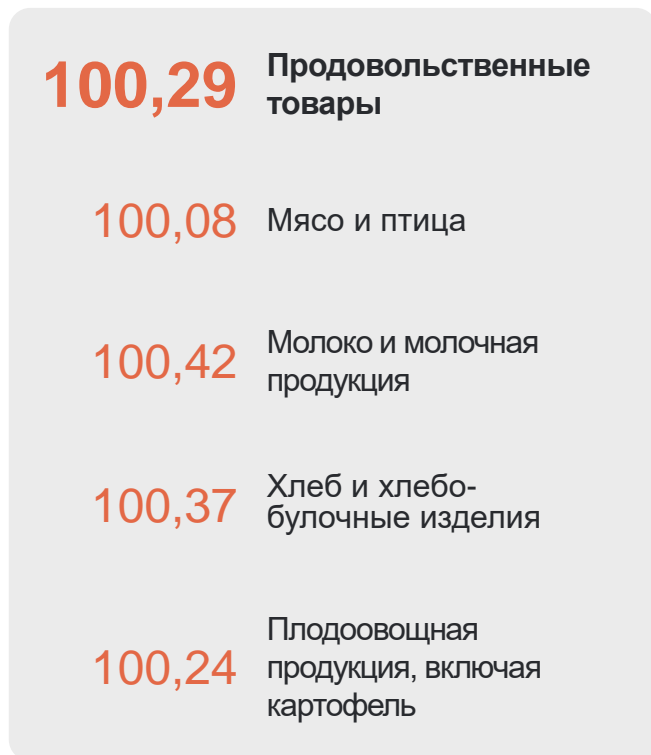 100,29 Продовольственные
товары
100,08 Мясо и птица
100,42 Молоко и молочная
продукция
100,37 Хлеб и хлебо-
булочные изделия
100,24 Плодоовощная
продукция, включая
картофель